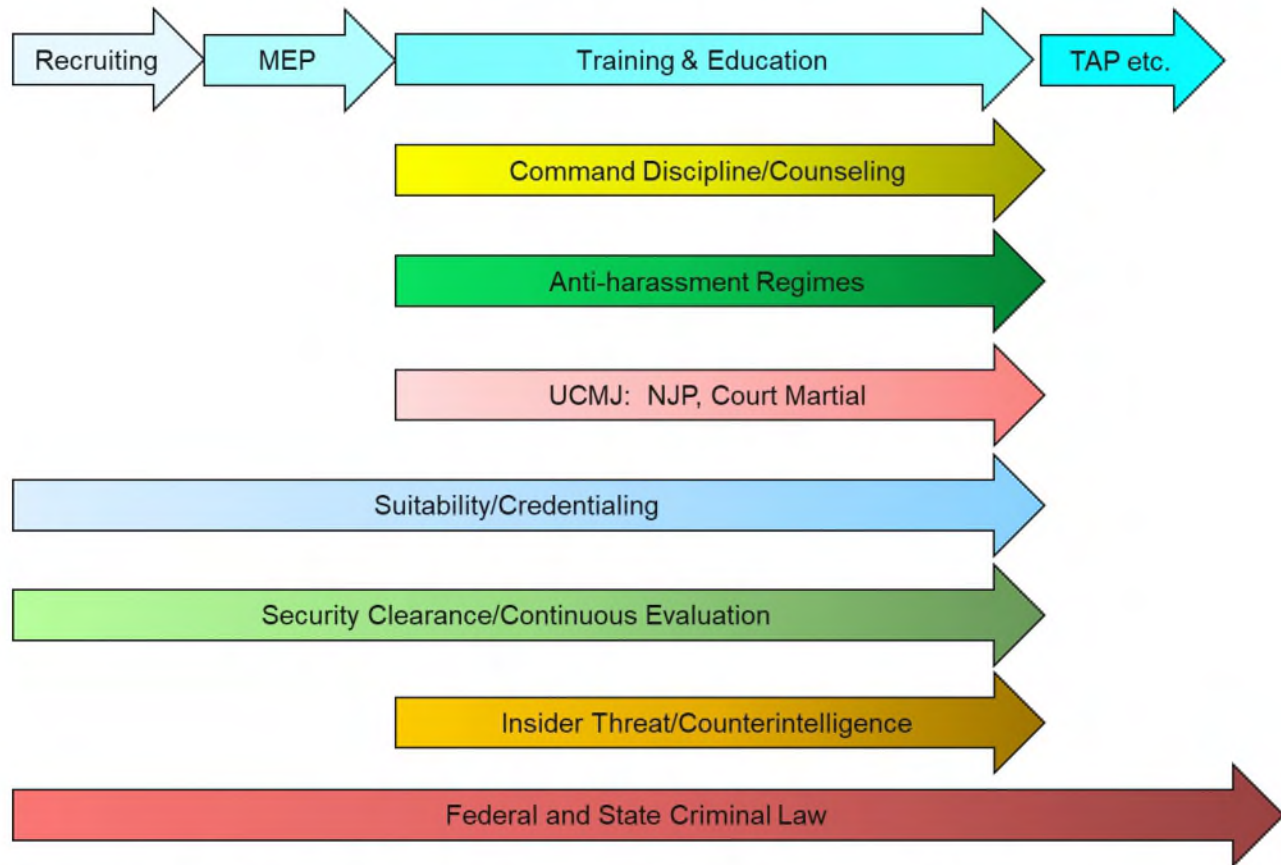 Recruiting
MEP
Training & Education
TAP etc.
Command Discipline/Counseling
Anti-harassment Regimes
UCMJ:  NJP, Court Martial
Suitability/Credentialing
Security Clearance/Continuous Evaluation
Insider Threat/Counterintelligence
Federal and State Criminal Law